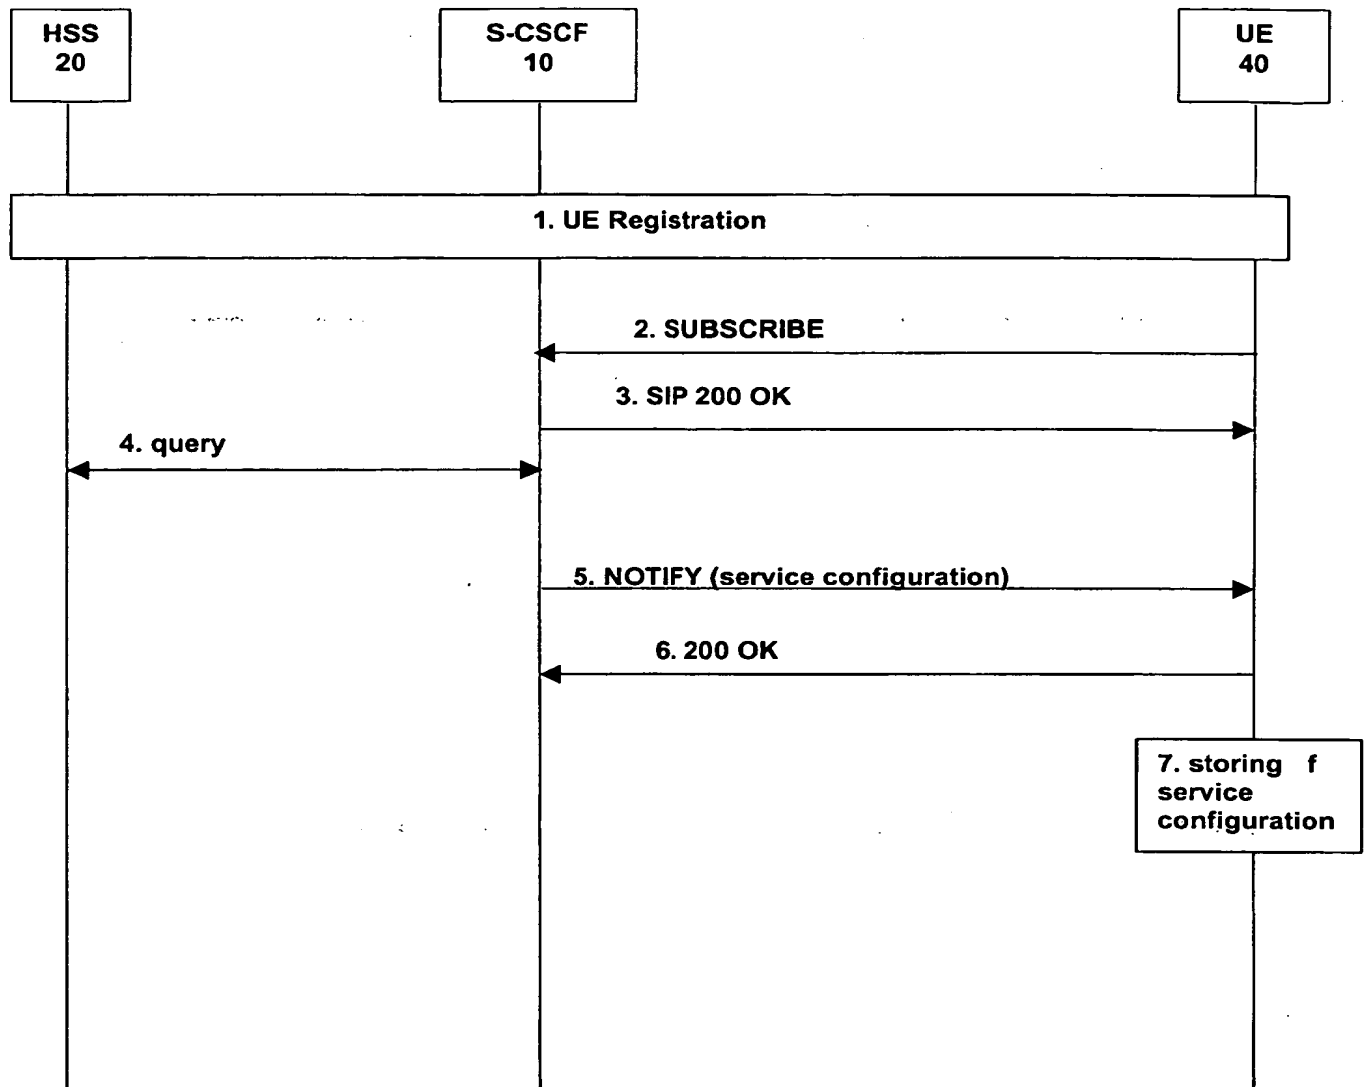 HSS
20
S-CSCF
10
UE
40
1. UE Registration
2. SUBSCRIBE
3. SIP 200 OK
4. query
5. NOTIFY (service configuration)
6. 200 OK
7. storing f
service
configuration